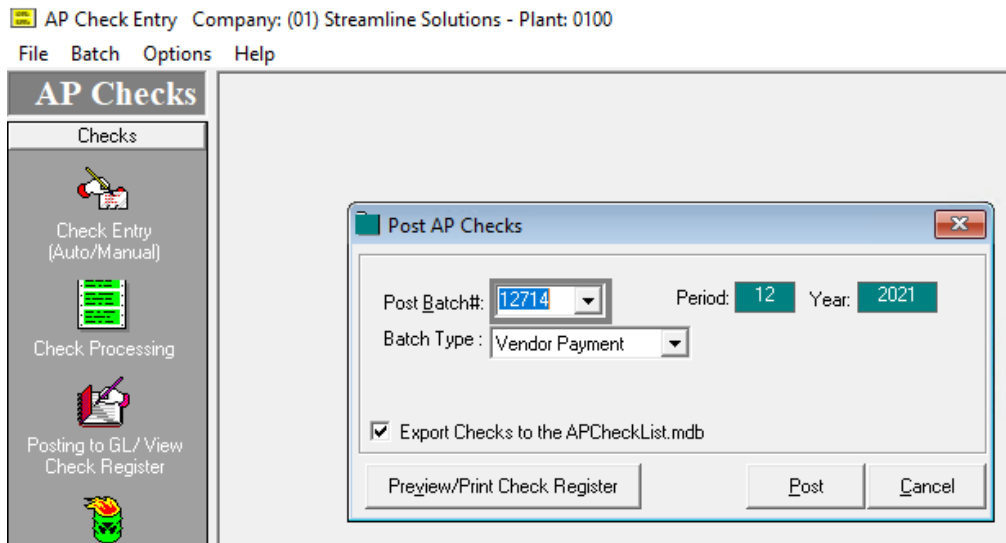 AP Check Entry Company: (01) Streamline Solutions - Plant: 0100
File Batch Options Help
AP Checks
Checks
Check Entry
(Auto/Manual)
Check Processing
Posting to GL/ View
Check Register
Post AP Checks
Post Batch#: 12714 Period: 12 Year: 2021
Batch Type : Vendor Payment
Export Checks to the APCheckList.mdb
Preview/Print Check Register Post Cancel